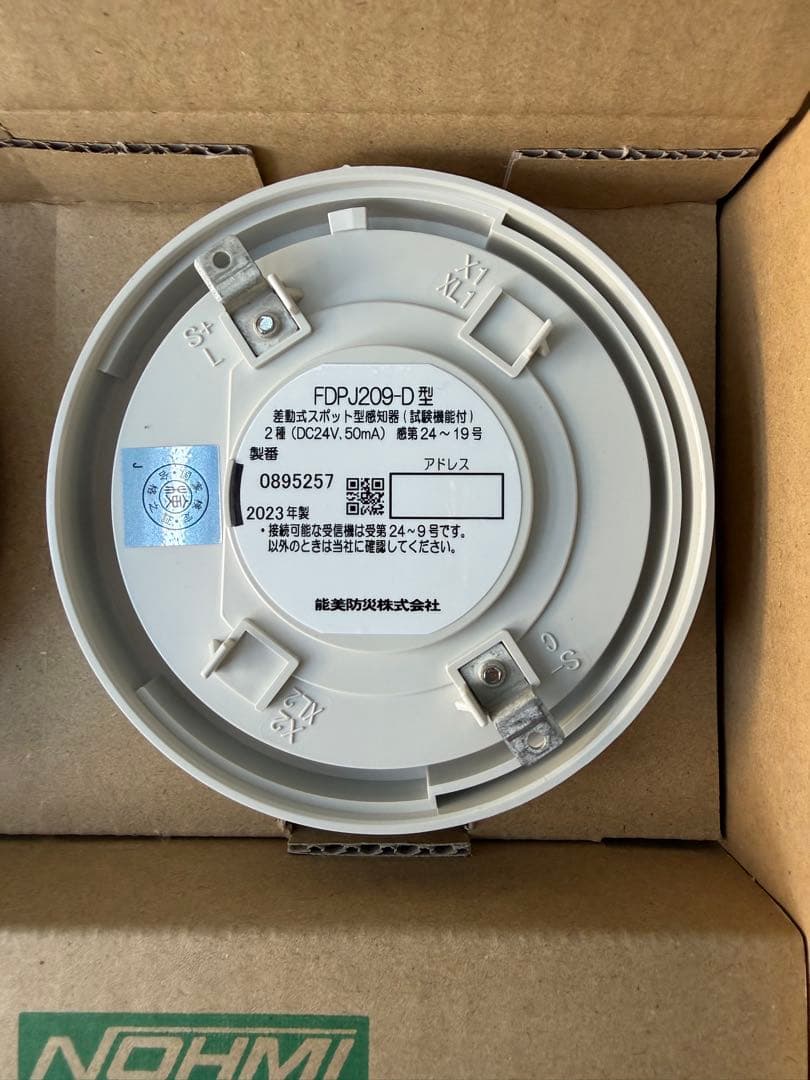 X1
XL1
S+
L
FDPJ209-D型
差動式スポット型感知器(試験機能付)
2種 (DC24V、50mA) 感第24～19号
製番
アドレス
0895257
2023年製
・接続可能な受信機は受第24～9号です。
以外のときは当社に確認してください。
能美防災株式会社
J
X2
XL2
NOHMI